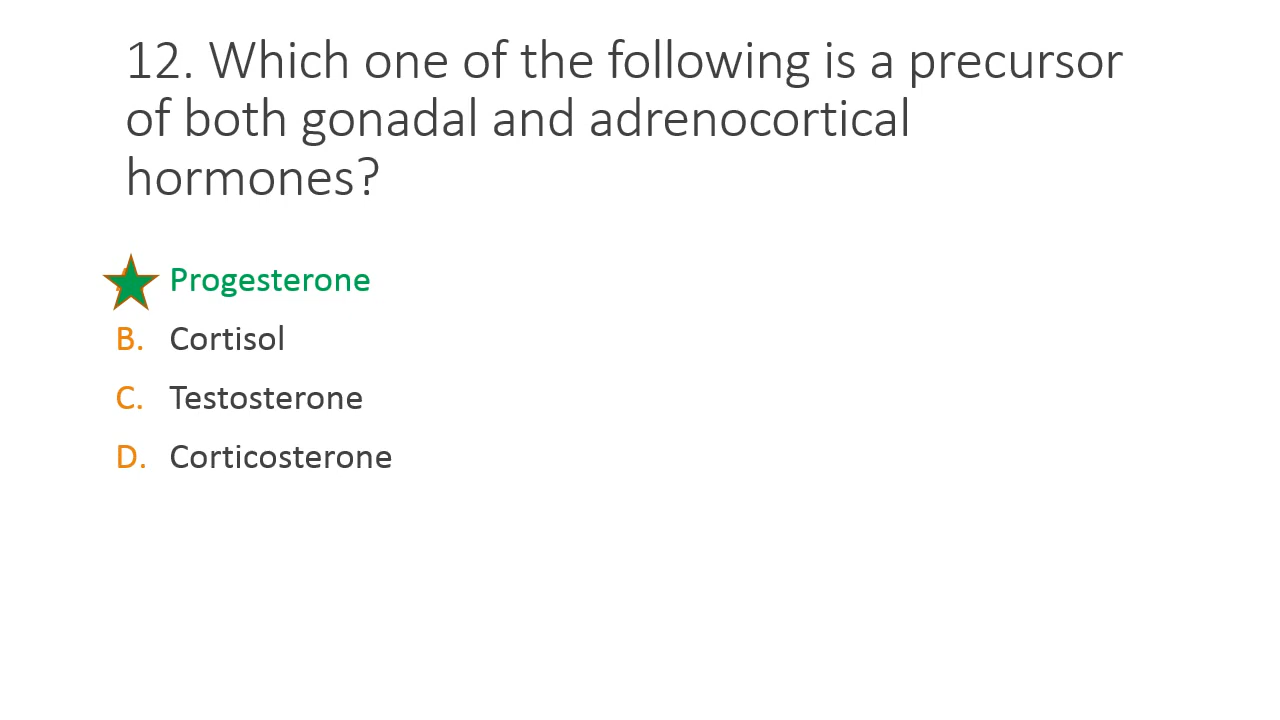 12. Which one of the following is a precursor
of both gonadal and adrenocortical
hormones?
Progesterone
B. Cortisol
C. Testosterone
D. Corticosterone